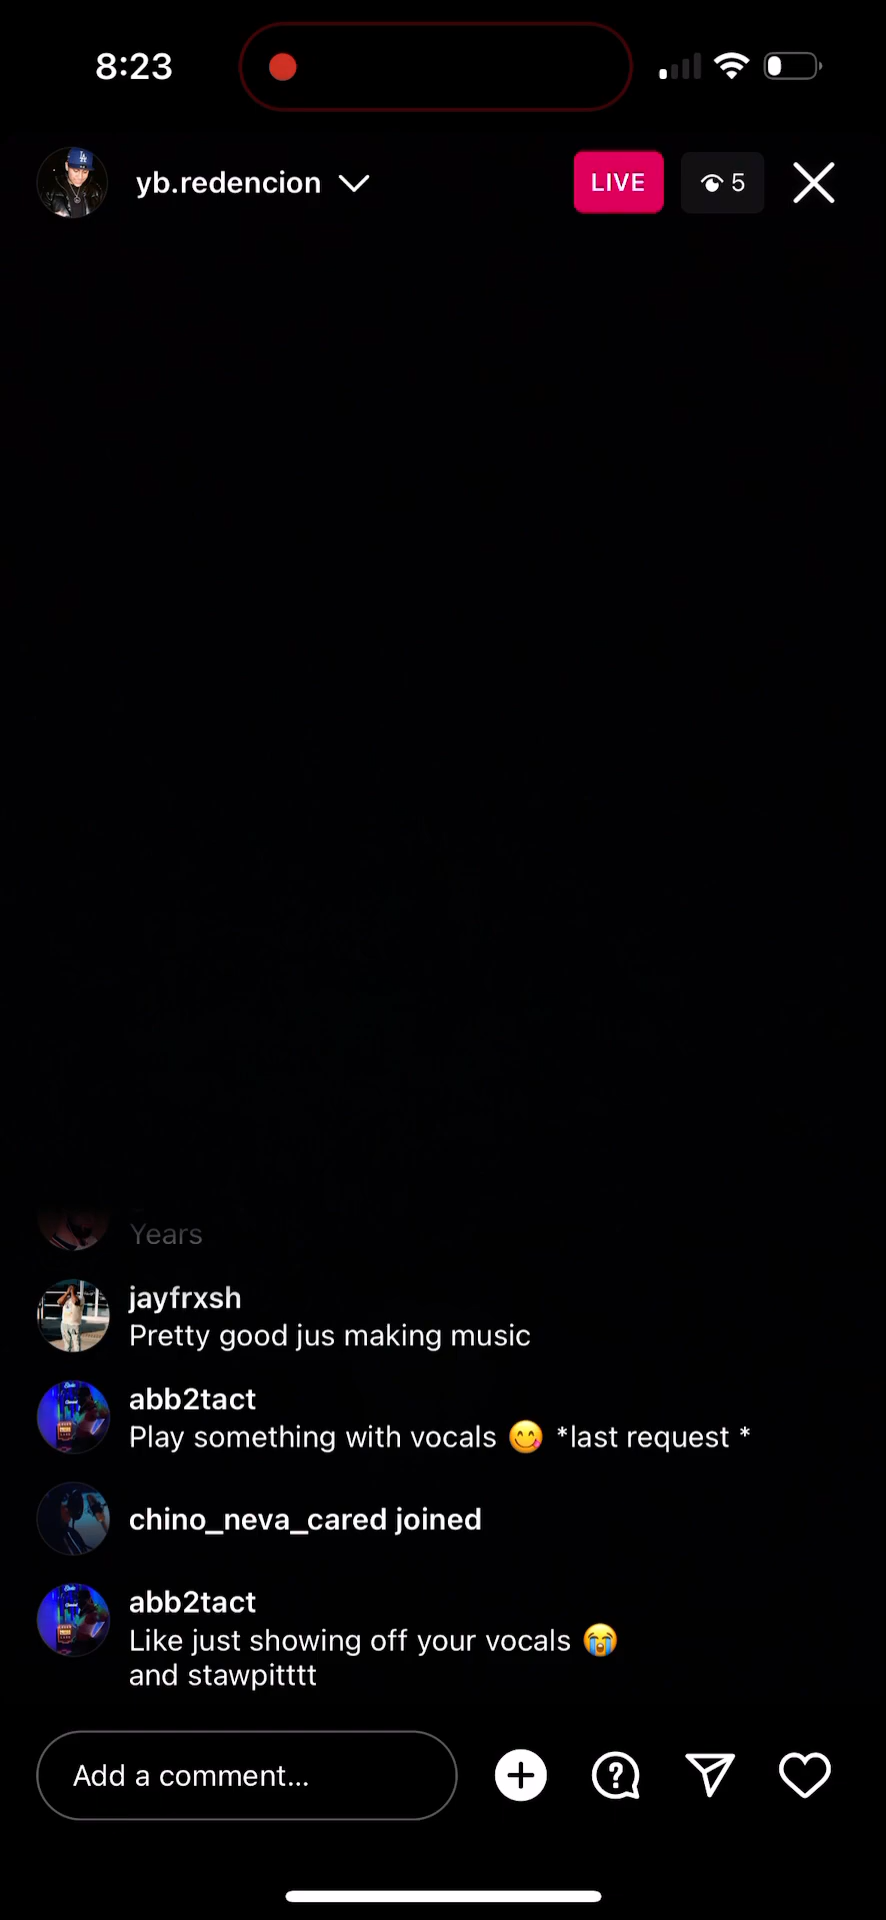 8:23
yb.redencion
LIVE
5
Years
jayfrxsh
Pretty good jus making music
abb2tact
Play something with vocals 😋 *last request *
chino_neva_cared joined
abb2tact
Like just showing off your vocals 😭
and stawpitttt
Add a comment...